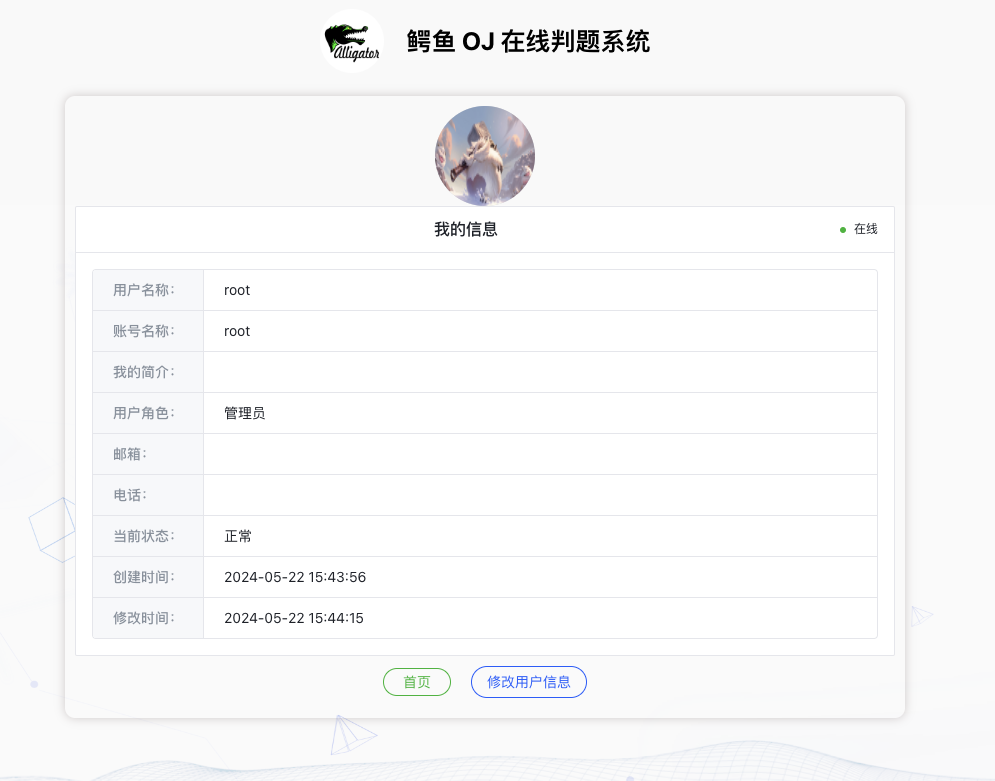 Alligator
鳄鱼 OJ 在线判题系统
我的信息
在线
用户名称：
root
账号名称：
root
我的简介：
用户角色：
管理员
邮箱：
电话：
当前状态：
正常
创建时间：
2024-05-22 15:43:56
修改时间：
2024-05-22 15:44:15
首页
修改用户信息